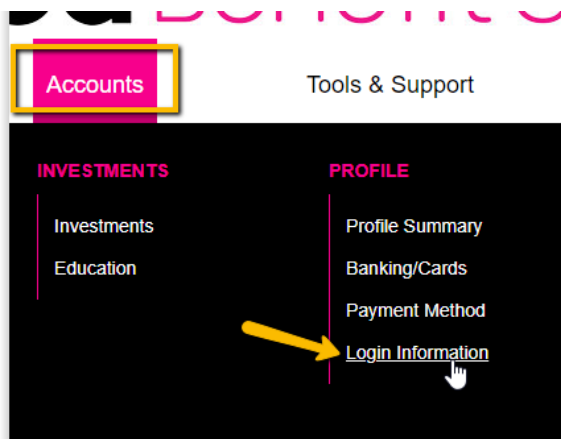 Accounts
Tools & Support
INVESTMENTS
Investments
Education
PROFILE
Profile Summary
Banking/Cards
Payment Method
Login Information